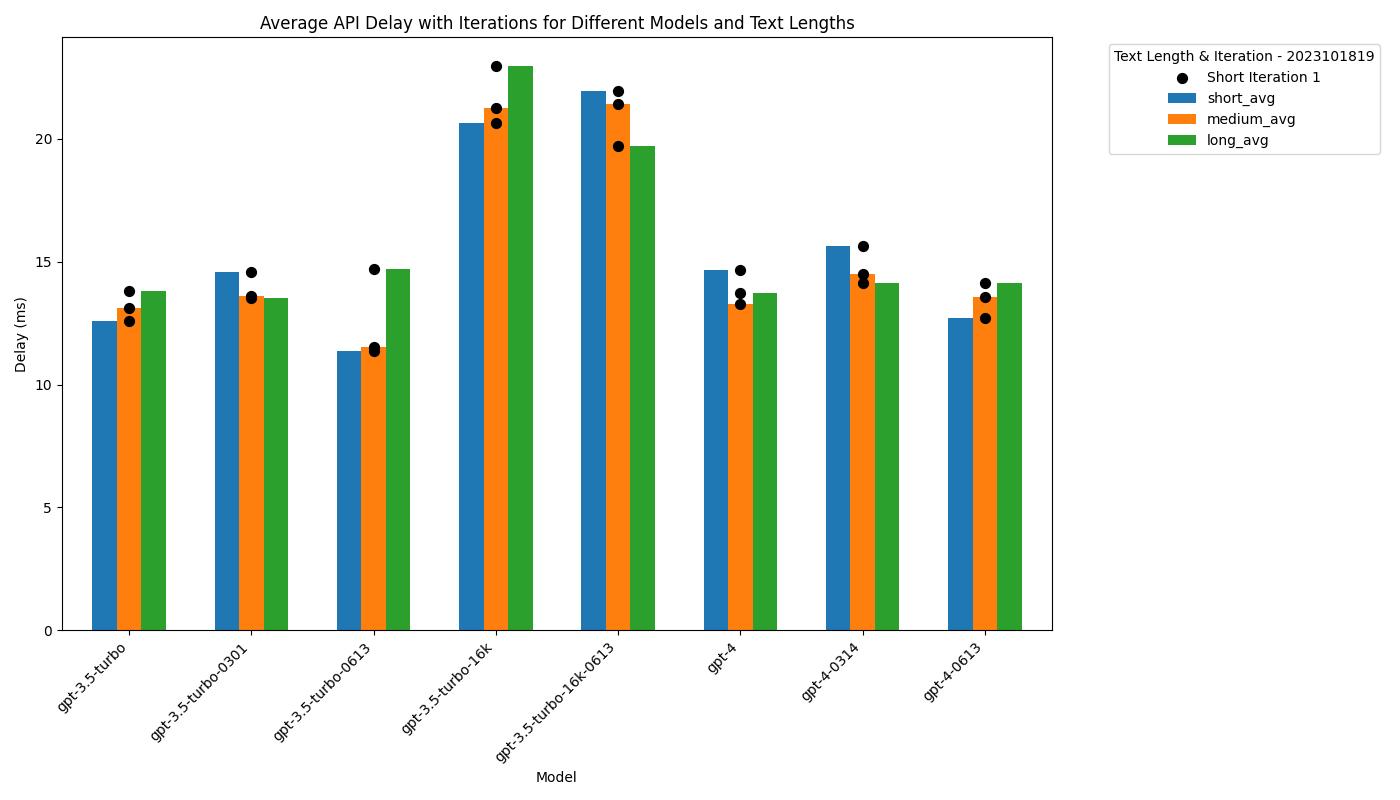 Average API Delay with Iterations for Different Models and Text Lengths
Text Length & Iteration - 2023101819
Short Iteration 1
short_avg
medium_avg
long_avg
Delay (ms)
20
15
10
5
0
gpt-3.5-turbo
gpt-3.5-turbo-0301
gpt-3.5-turbo-0613
gpt-3.5-turbo-16k
gpt-3.5-turbo-16k-0613
gpt-4
gpt-4-0314
gpt-4-0613
Model